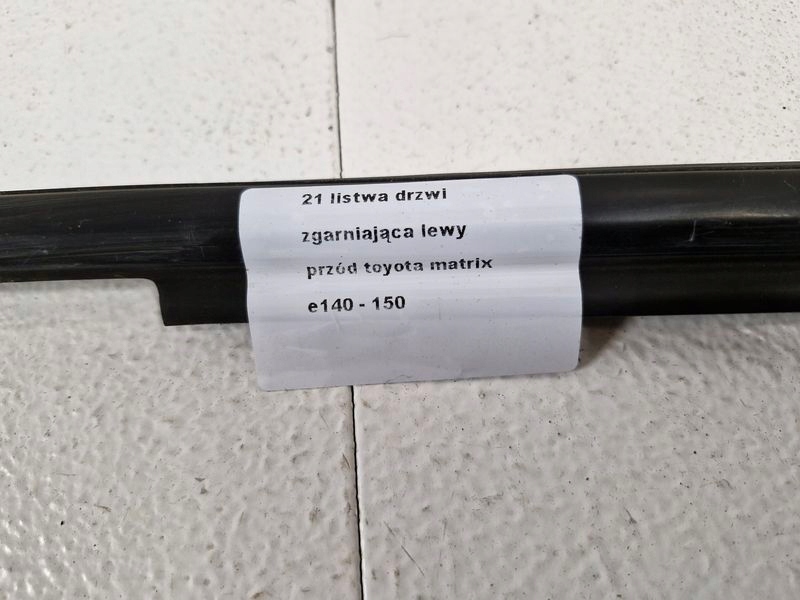 21 listwa drzwi
zgarniająca lewy
przód toyota matrix
e140 - 150